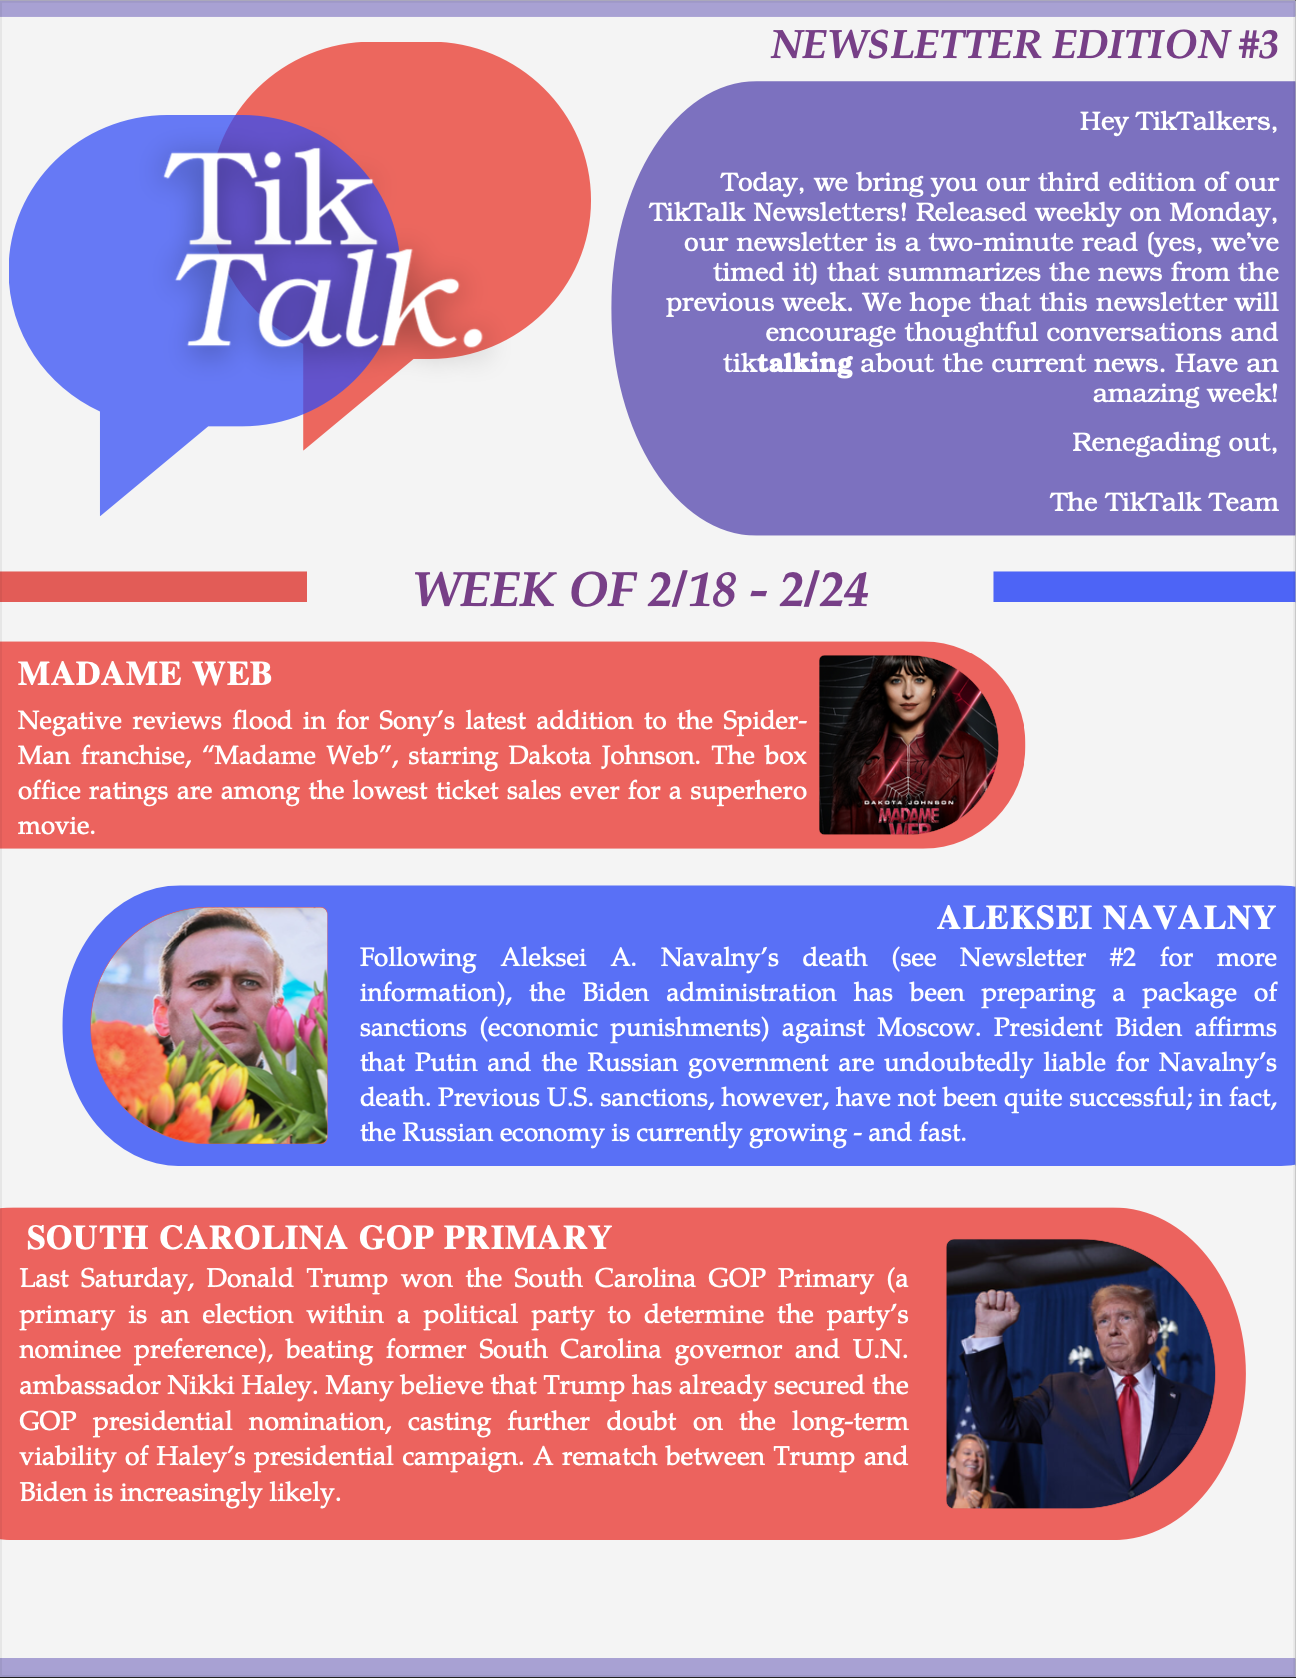 NEWSLETTER EDITION #3
Tik
Talk.
Hey TikTalkers,
Today, we bring you our third edition of our
TikTalk Newsletters! Released weekly on Monday,
our newsletter is a two-minute read (yes, we’ve
timed it) that summarizes the news from the
previous week. We hope that this newsletter will
encourage thoughtful conversations and
tiktalking about the current news. Have an
amazing week!
Renegading out,
The TikTalk Team
WEEK OF 2/18 - 2/24
MADAME WEB
Negative reviews flood in for Sony’s latest addition to the Spider-
Man franchise, “Madame Web”, starring Dakota Johnson. The box
office ratings are among the lowest ticket sales ever for a superhero
movie.
DAKOTA JOHNSON
MADAME
WEB
ALEKSEI NAVALNY
Following Aleksei A. Navalny’s death (see Newsletter #2 for more
information), the Biden administration has been preparing a package of
sanctions (economic punishments) against Moscow. President Biden affirms
that Putin and the Russian government are undoubtedly liable for Navalny’s
death. Previous U.S. sanctions, however, have not been quite successful; in fact,
the Russian economy is currently growing - and fast.
SOUTH CAROLINA GOP PRIMARY
Last Saturday, Donald Trump won the South Carolina GOP Primary (a
primary is an election within a political party to determine the party’s
nominee preference), beating former South Carolina governor and U.N.
ambassador Nikki Haley. Many believe that Trump has already secured the
GOP presidential nomination, casting further doubt on the long-term
viability of Haley’s presidential campaign. A rematch between Trump and
Biden is increasingly likely.